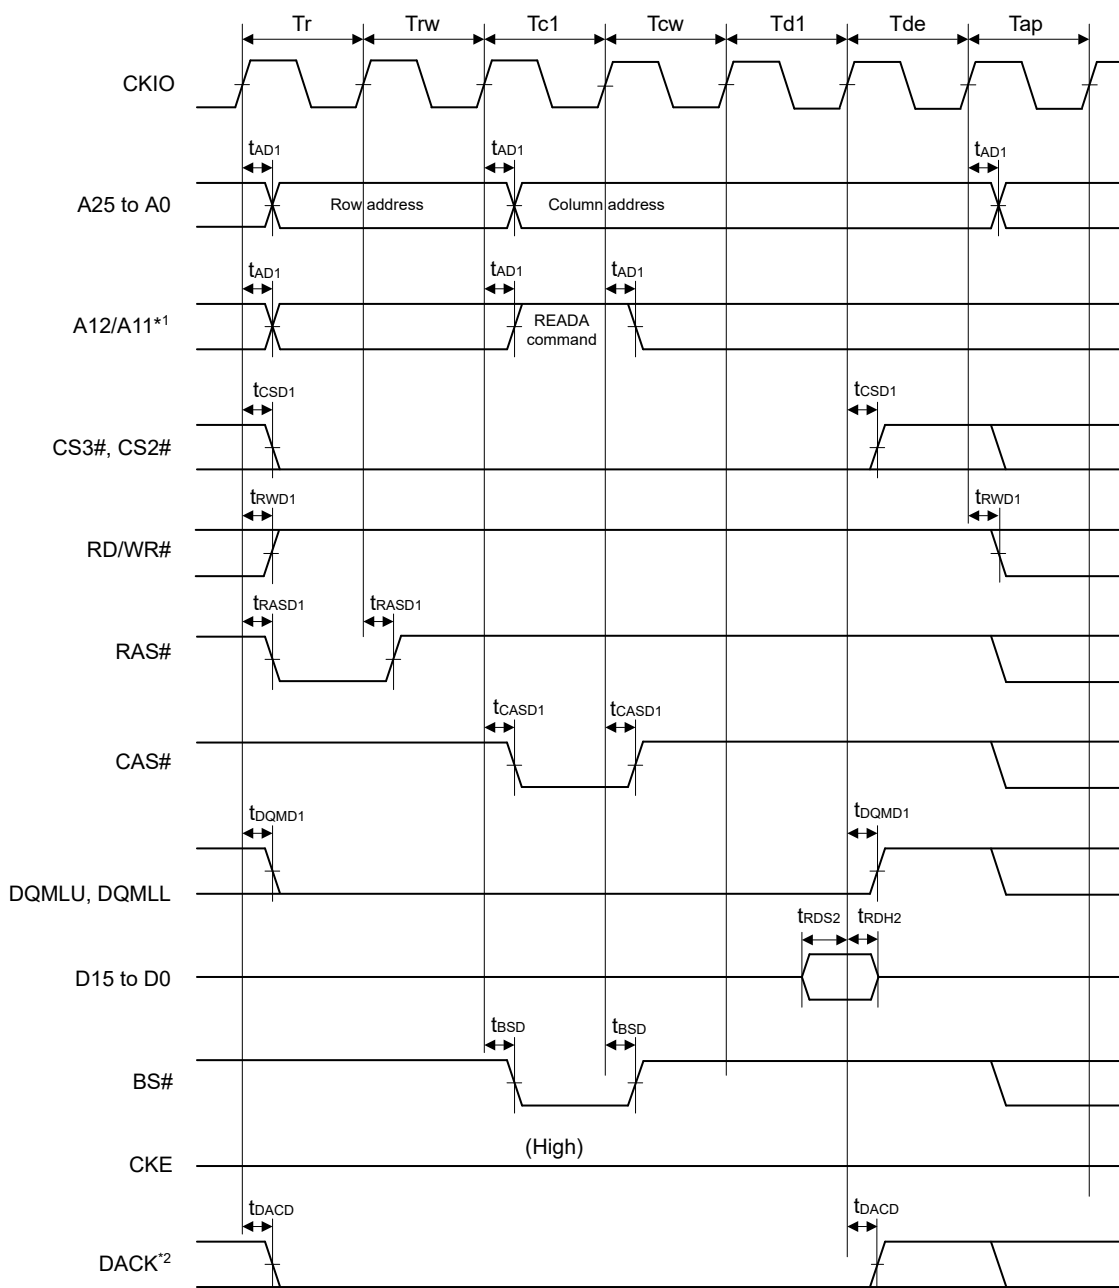 Tr Trw Tc1 Tcw Td1 Tde Tap
CKIO
tAD1 tAD1 tAD1
A25 to A0 Row address Column address
tAD1 tAD1 tAD1
A12/A11*1 READA
command
tCSD1 tCSD1
CS3#, CS2#
tRWD1 tRWD1
RD/WR#
tRASD1 tRASD1
RAS#
tCASD1 tCASD1
CAS#
tDQMD1 tDQMD1
DQMLU, DQMLL
tRDS2 tRDH2
D15 to D0
tBSD tBSD
BS#
(High)
CKE
tDACD tDACD
DACK*2